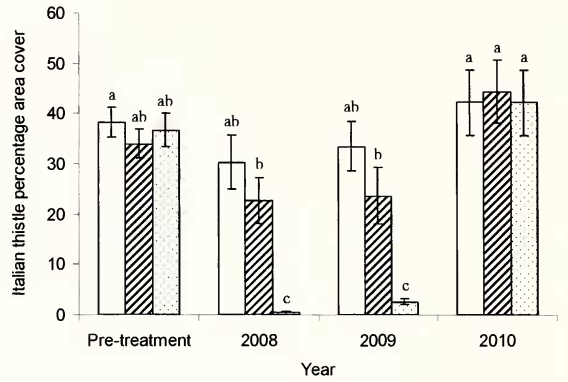 Italian thistle percentage area cover
60
50
40
30
20
10
0
a
ab
ab
ab
b
c
ab
b
c
a
a
a
Pre-treatment
2008
2009
2010
Year